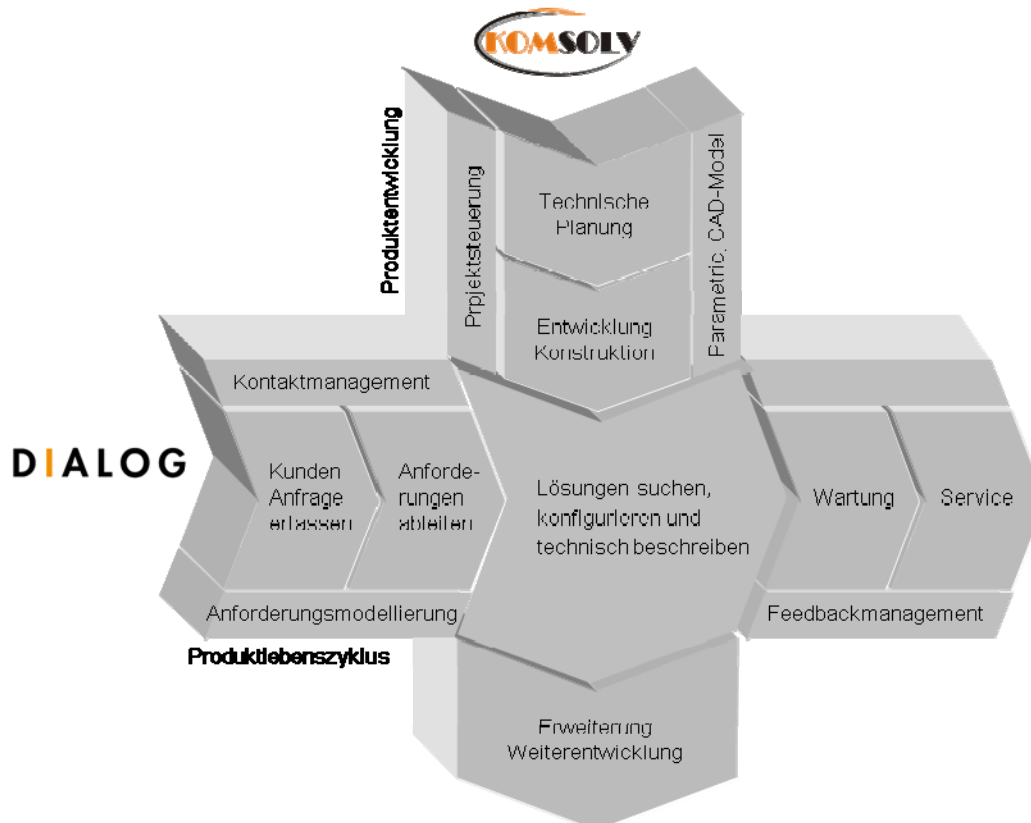 KOMSOLV
Produktentwicklung
Prpjektsteuerung
Technische
Planung
Parametric, CAD-Model
Entwicklung
Konstruktion
Kontaktmanagement
DIALOG
Kunden
Anfrage
erfassen
Anforde-
rungen
ableiten
Lösungen suchen,
konfigurieren und
technisch beschreiben
Wartung
Service
Anforderungsmodellierung
Feedbackmanagement
Produktlebenszyklus
Erweiterung
Weiterentwicklung